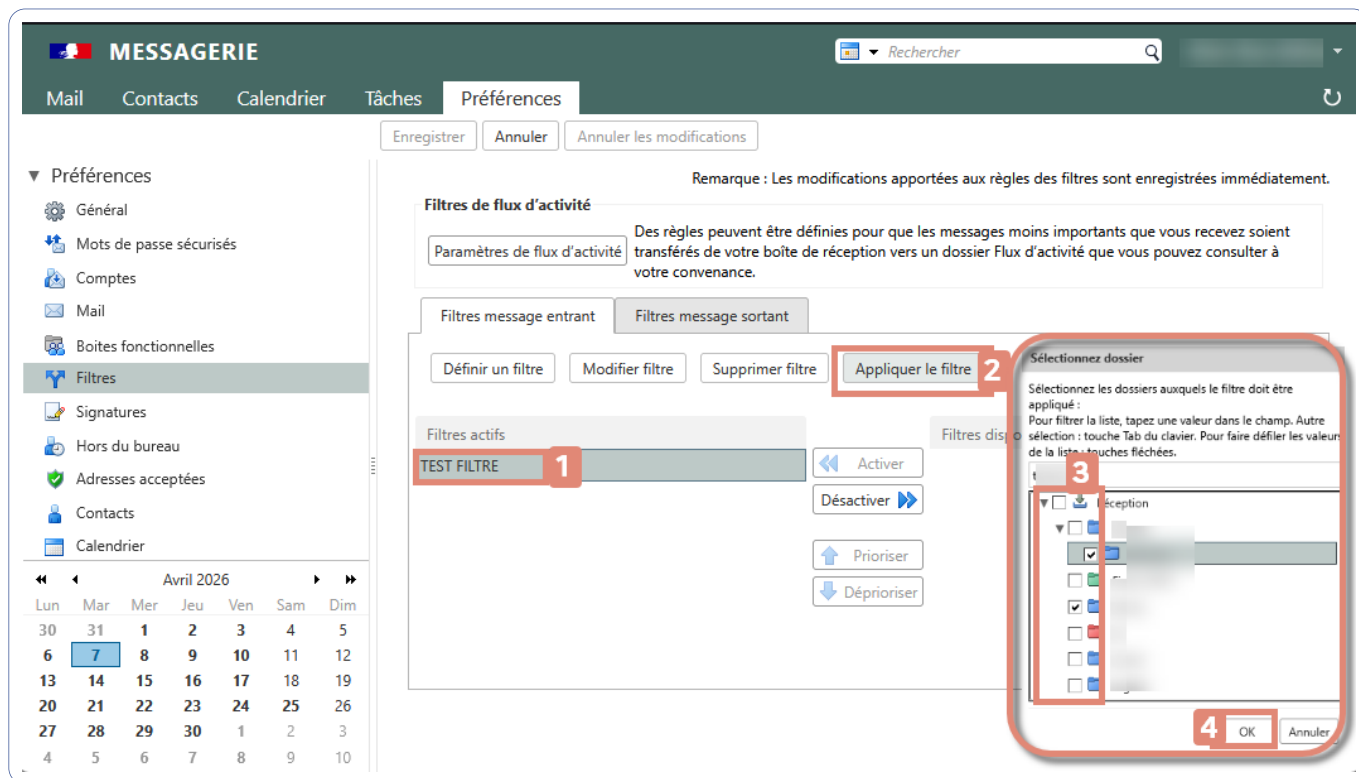 MESSAGERIE
Rechercher
Mail Contacts Calendrier Tâches Préférences
Enregistrer Annuler Annuler les modifications
Préférences
Général
Mots de passe sécurisés
Comptes
Mail
Boites fonctionnelles
Filtres
Signatures
Hors du bureau
Adresses acceptées
Contacts
Calendrier
Avril 2026
Lun Mar Mer Jeu Ven Sam Dim
30 31 1 2 3 4 5
6 7 8 9 10 11 12
13 14 15 16 17 18 19
20 21 22 23 24 25 26
27 28 29 30 1 2 3
4 5 6 7 8 9 10
Remarque : Les modifications apportées aux règles des filtres sont enregistrées immédiatement.
Filtres de flux d'activité
Paramètres de flux d'activité
Des règles peuvent être définies pour que les messages moins importants que vous recevez soient
transférés de votre boîte de réception vers un dossier Flux d'activité que vous pouvez consulter à
votre convenance.
Filtres message entrant Filtres message sortant
Définir un filtre Modifier filtre Supprimer filtre Appliquer le filtre 2
Filtres actifs
TEST FILTRE 1
Activer
Désactiver
Prioriser
Déprioriser
Filtres
Sélectionnez dossier
Sélectionnez les dossiers auxquels le filtre doit être
appliqué :
Pour filtrer la liste, tapez une valeur dans le champ. Autre
sélection : touche Tab du clavier. Pour faire défiler les valeurs
de la liste : touches fléchées.
3
Réception
4 OK Annuler